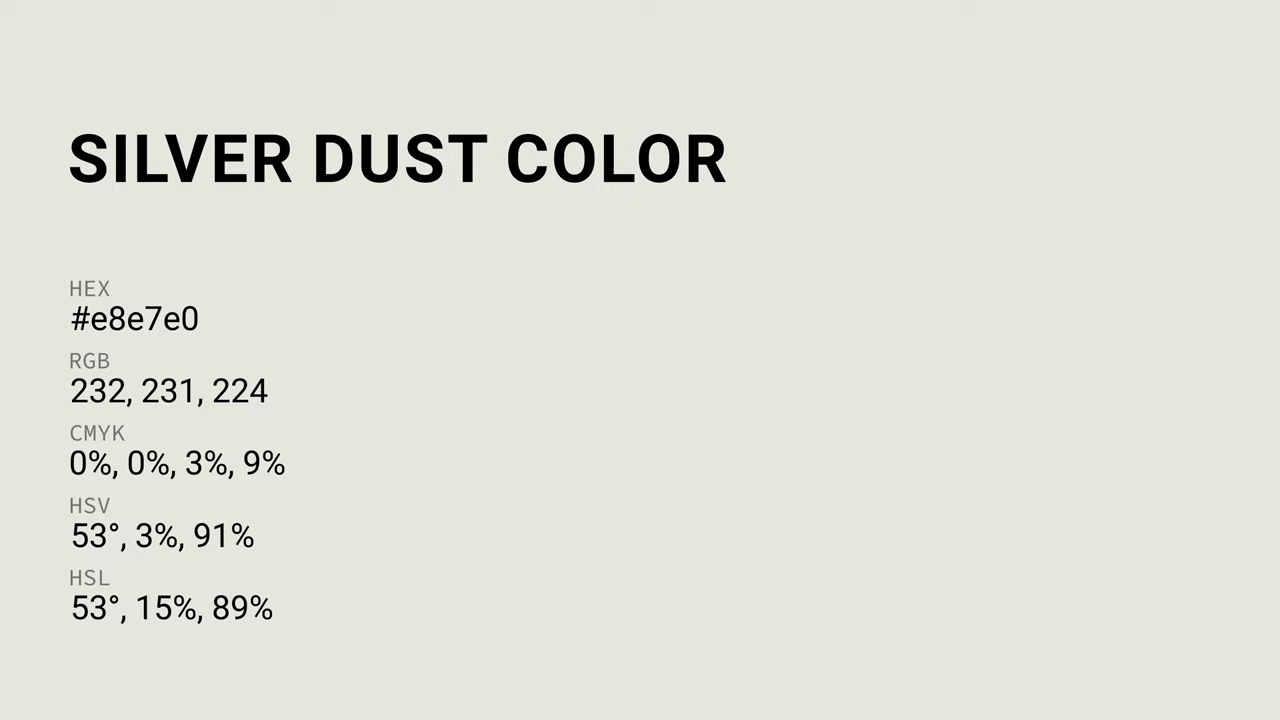 SILVER DUST COLOR
HEX
#e8e7e0
RGB
232, 231, 224
CMYK
0%, 0%, 3%, 9%
HSV
53°, 3%, 91%
HSL
53°, 15%, 89%